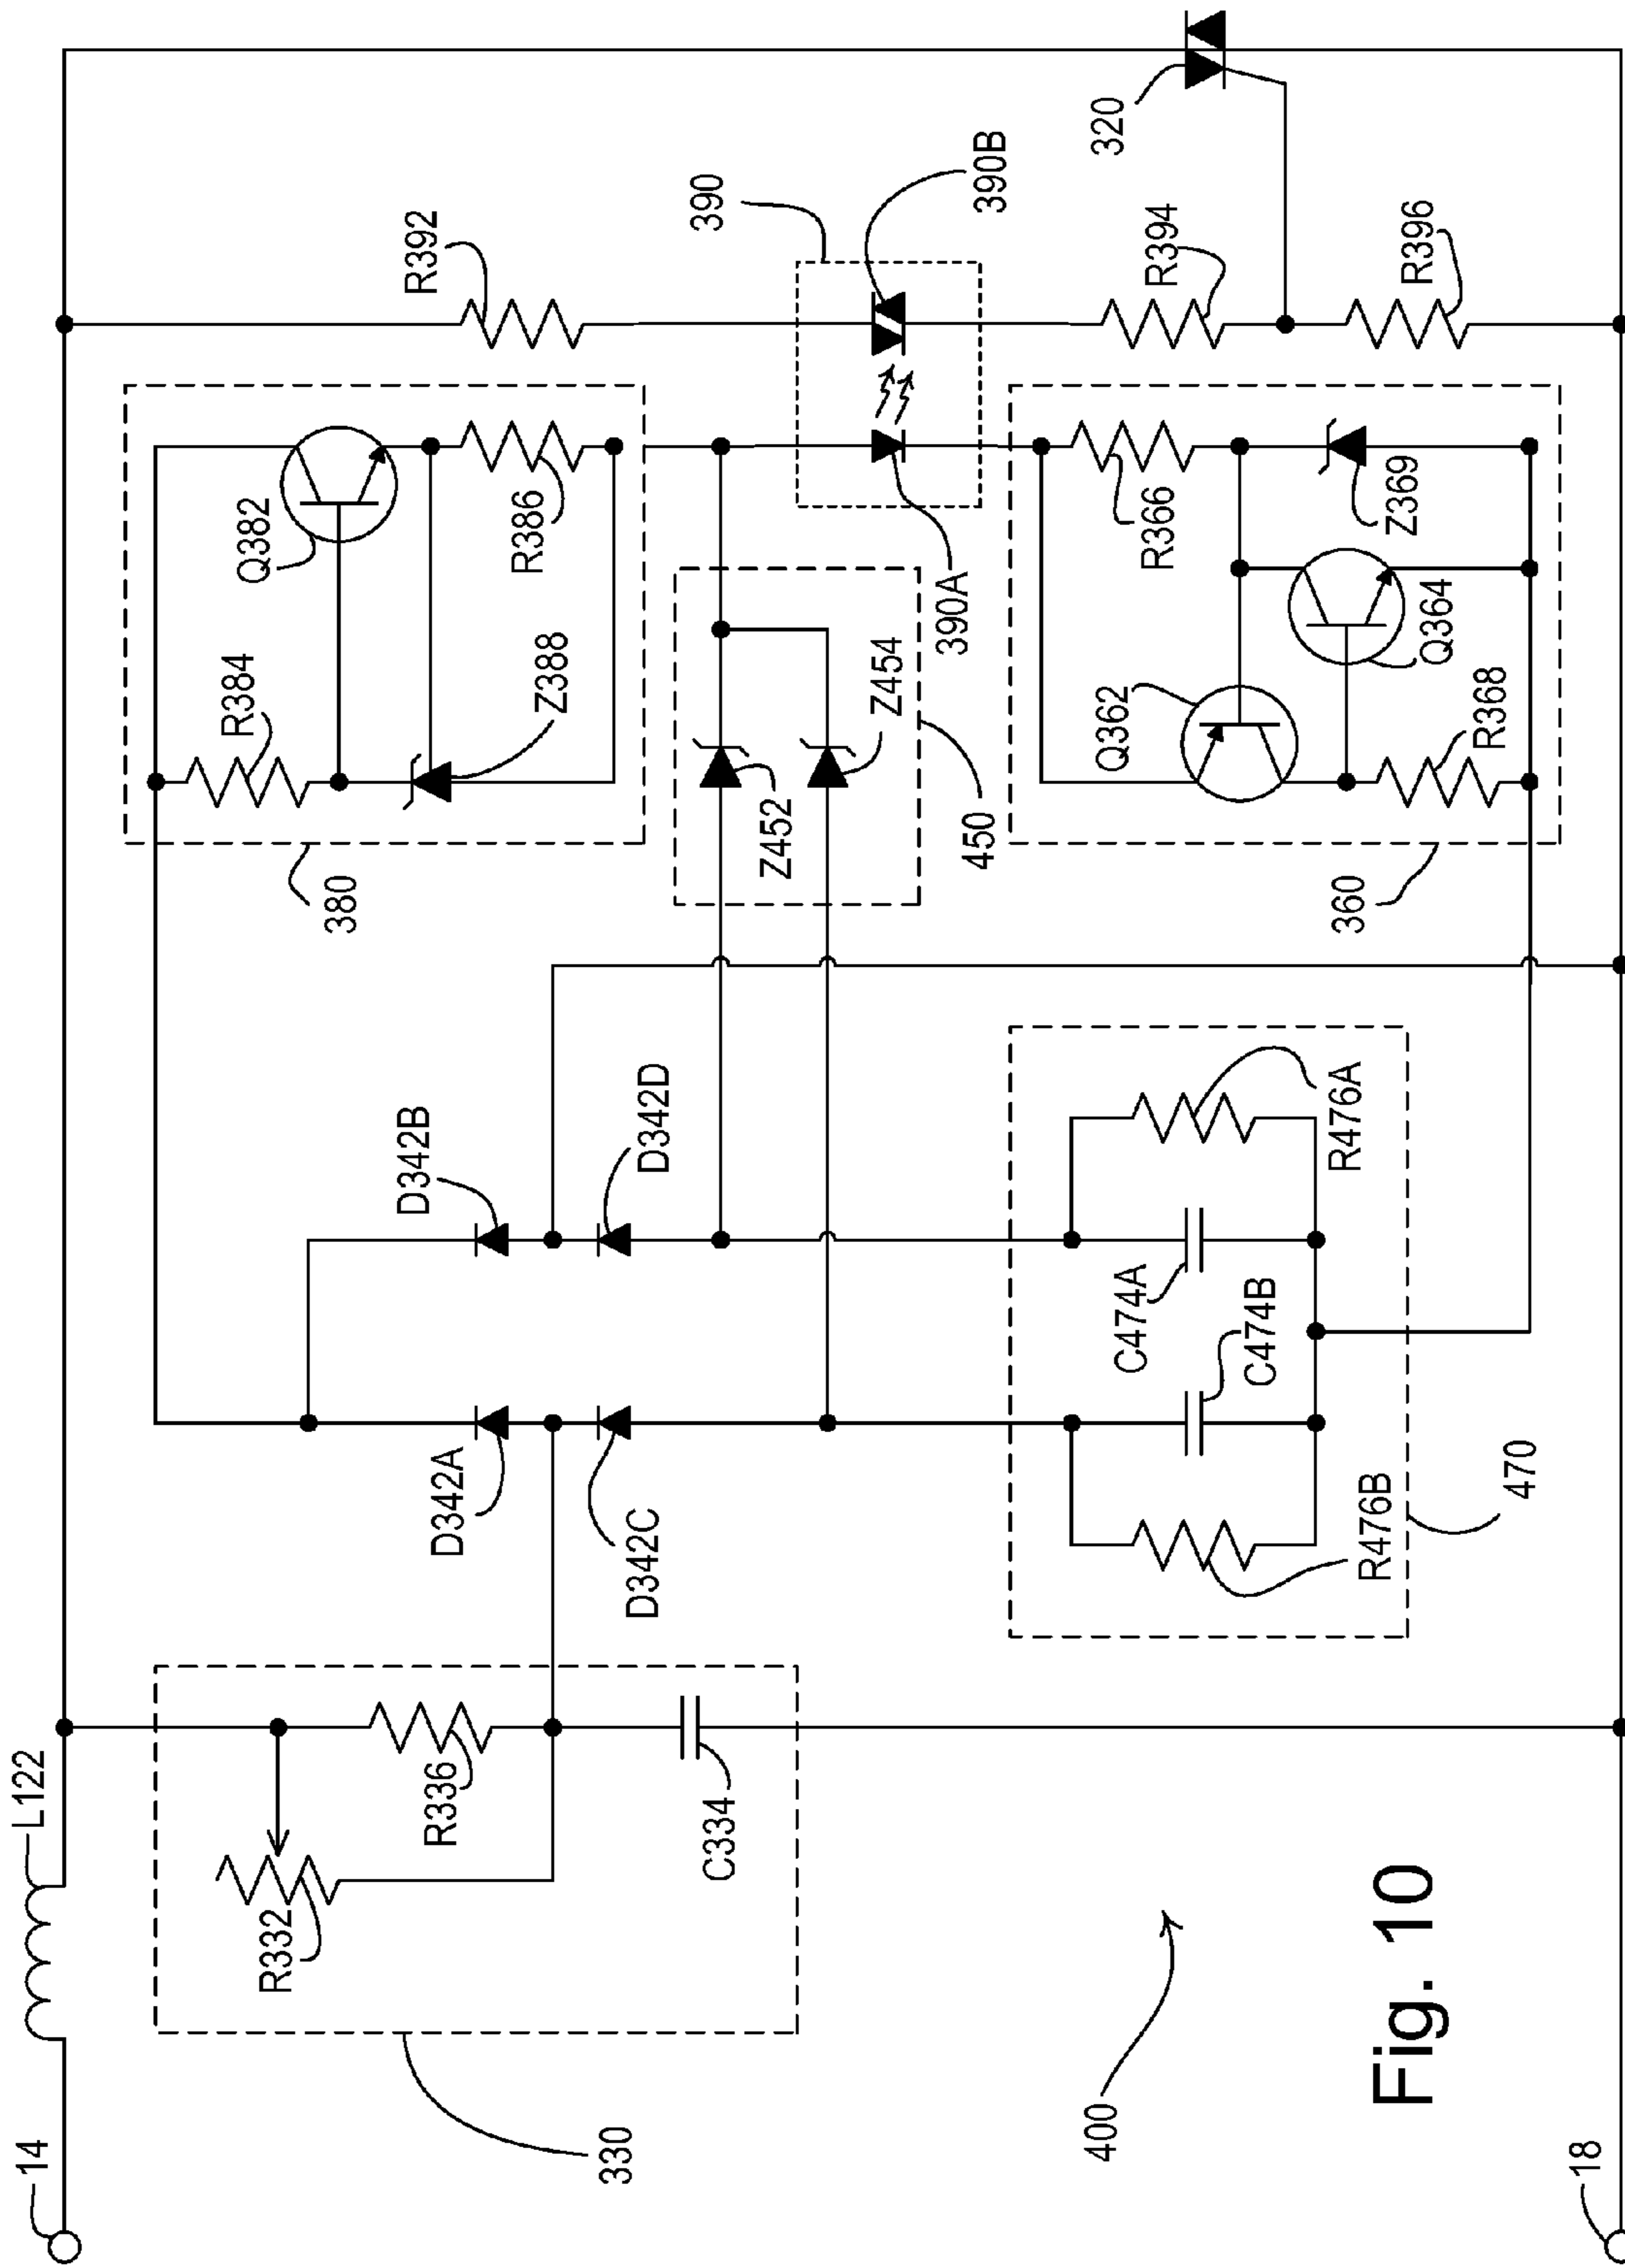 14
L122
R332
R336
C334
330
D342A
D342B
D342C
D342D
R384
Q382
R386
Z388
380
R392
390
390B
390A
Z452
Z454
450
R394
R396
320
R366
Z369
Q362
Q364
R368
360
C474A
C474B
R476A
R476B
470
400
18
Fig. 10